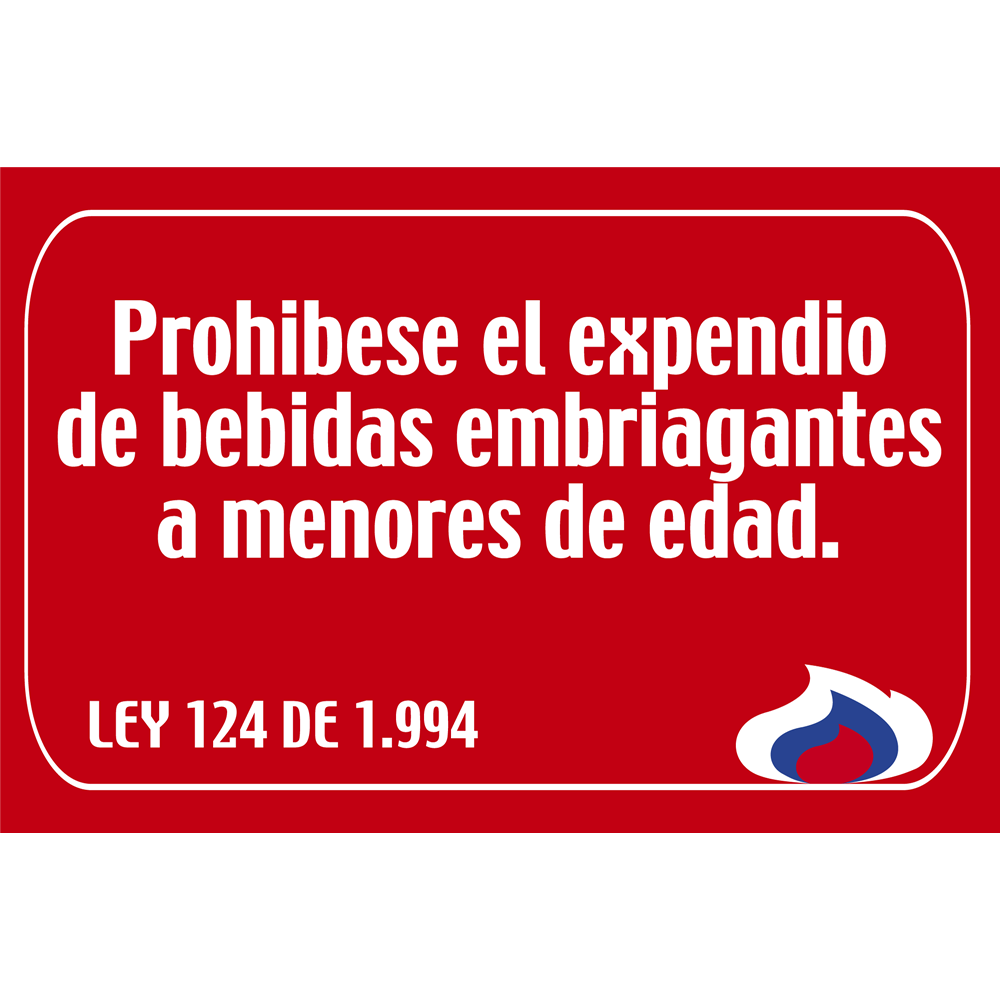 Prohibese el expendio
de bebidas embriagantes
a menores de edad.
LEY 124 DE 1.994